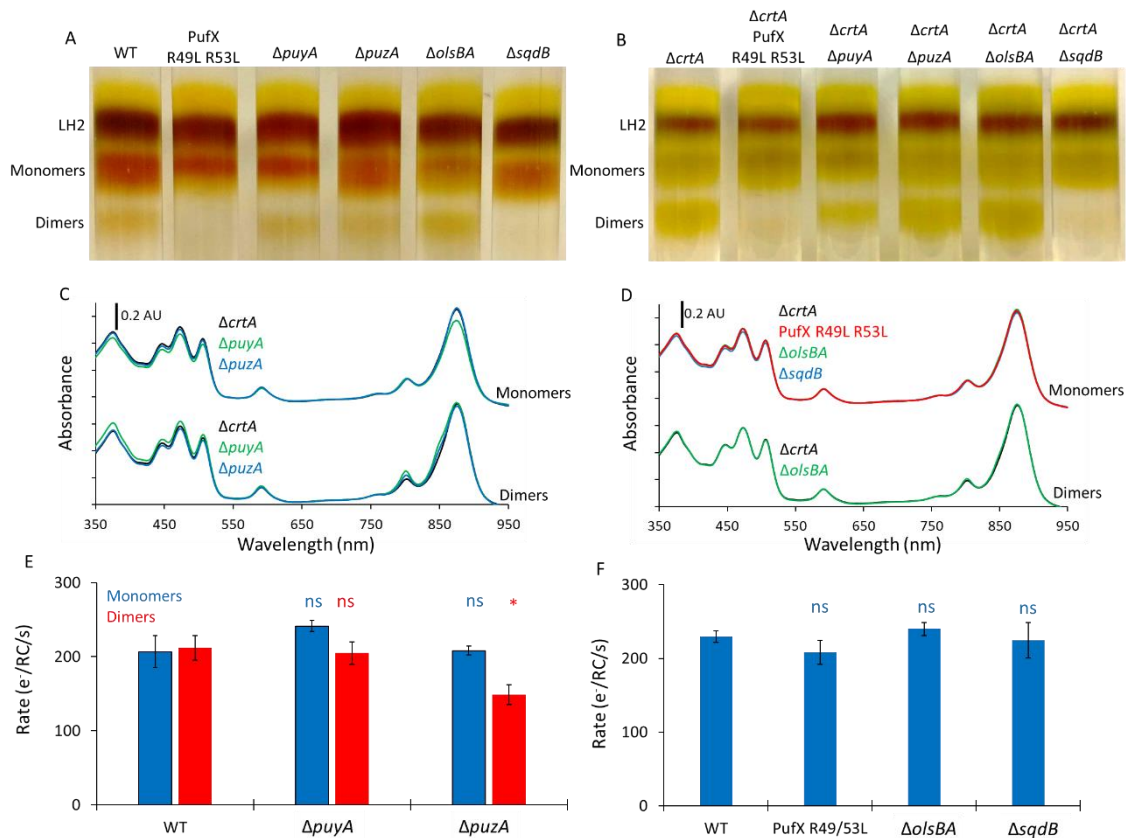 A
WT
PufX
R49L R53L
ΔpuyA
ΔpuzA
ΔolsBA
ΔsqdB
LH2
Monomers
Dimers
B
ΔcrtA
ΔcrtA
PufX
R49L R53L
ΔcrtA
ΔpuyA
ΔcrtA
ΔpuzA
ΔcrtA
ΔolsBA
ΔcrtA
ΔsqdB
LH2
Monomers
Dimers
C
0.2 AU
ΔcrtA
ΔpuyA
ΔpuzA
Monomers
ΔcrtA
ΔpuyA
ΔpuzA
Dimers
Absorbance
350 450 550 650 750 850 950
Wavelength (nm)
D
0.2 AU
ΔcrtA
PufX R49L R53L
ΔolsBA
ΔsqdB
Monomers
ΔcrtA
ΔolsBA
Dimers
Absorbance
350 450 550 650 750 850 950
Wavelength (nm)
E
Monomers
Dimers
ns ns ns *
Rate (e-/RC/s)
300
200
100
0
WT ΔpuyA ΔpuzA
F
ns ns ns
Rate (e-/RC/s)
300
200
100
0
WT PufX R49/53L ΔolsBA ΔsqdB